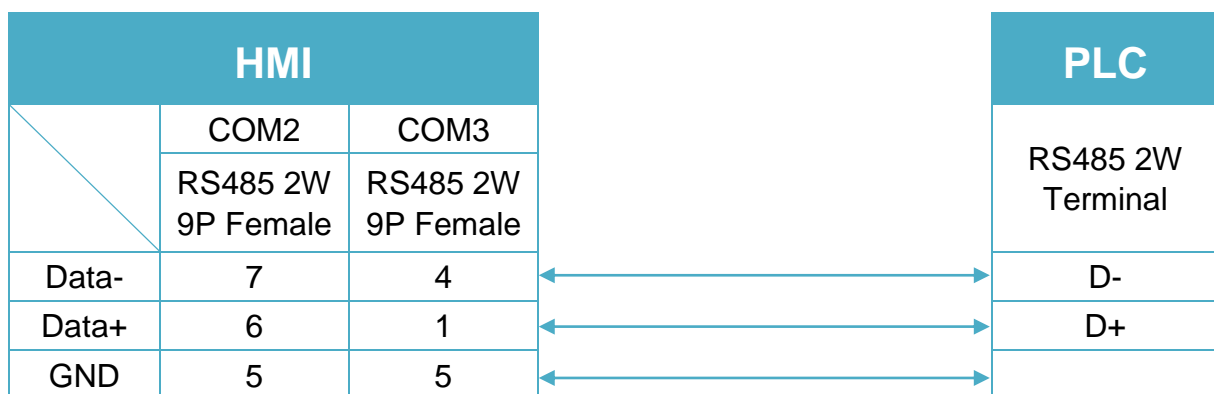 HMI PLC
COM2 COM3
RS485 2W RS485 2W RS485 2W
9P Female 9P Female Terminal
Data- 7 4 D-
Data+ 6 1 D+
GND 5 5